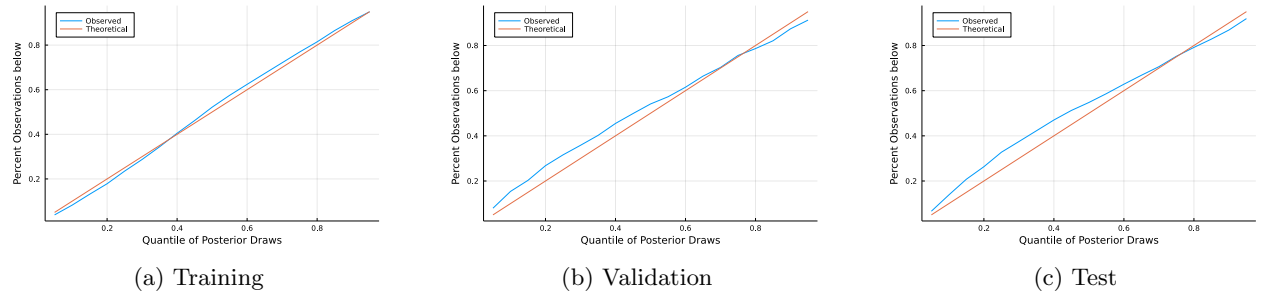 Percent Observations below
Observed
Theoretical
0.8
0.6
0.4
0.2
0.2
0.4
0.6
0.8
Quantile of Posterior Draws
(a) Training
Percent Observations below
Observed
Theoretical
0.8
0.6
0.4
0.2
0.2
0.4
0.6
0.8
Quantile of Posterior Draws
(b) Validation
Percent Observations below
Observed
Theoretical
0.8
0.6
0.4
0.2
0.2
0.4
0.6
0.8
Quantile of Posterior Draws
(c) Test